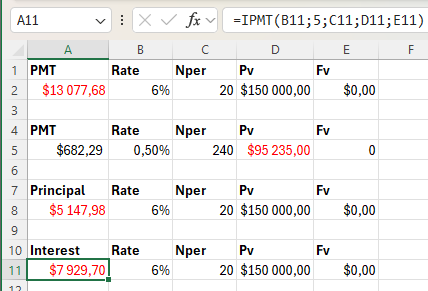 A11 fx =IPMT(B11;5;C11;D11;E11)
A B C D E F
1 PMT Rate Nper Pv Fv
2 $13 077,68 6% 20 $150 000,00 $0,00
3
4 PMT Rate Nper Pv Fv
5 $682,29 0,50% 240 $95 235,00 0
6
7 Principal Rate Nper Pv Fv
8 $5 147,98 6% 20 $150 000,00 $0,00
9
10 Interest Rate Nper Pv Fv
11 $7 929,70 6% 20 $150 000,00 $0,00
12